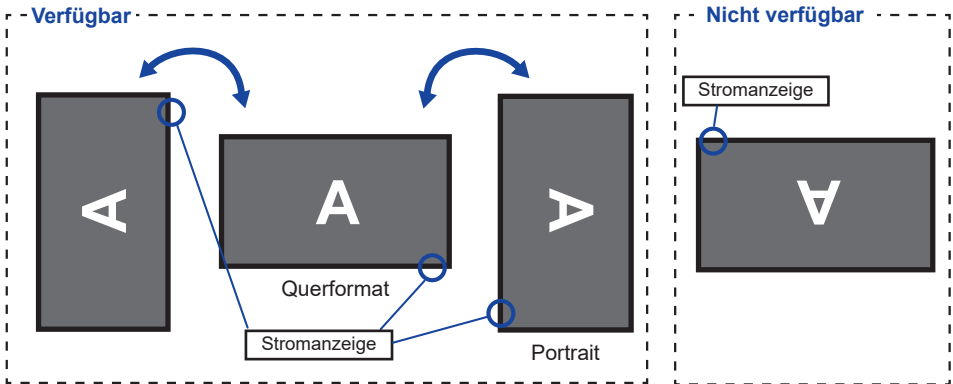 Verfügbar
Nicht verfügbar
Stromanzeige
A
A
A
A
Querformat
Stromanzeige
Portrait